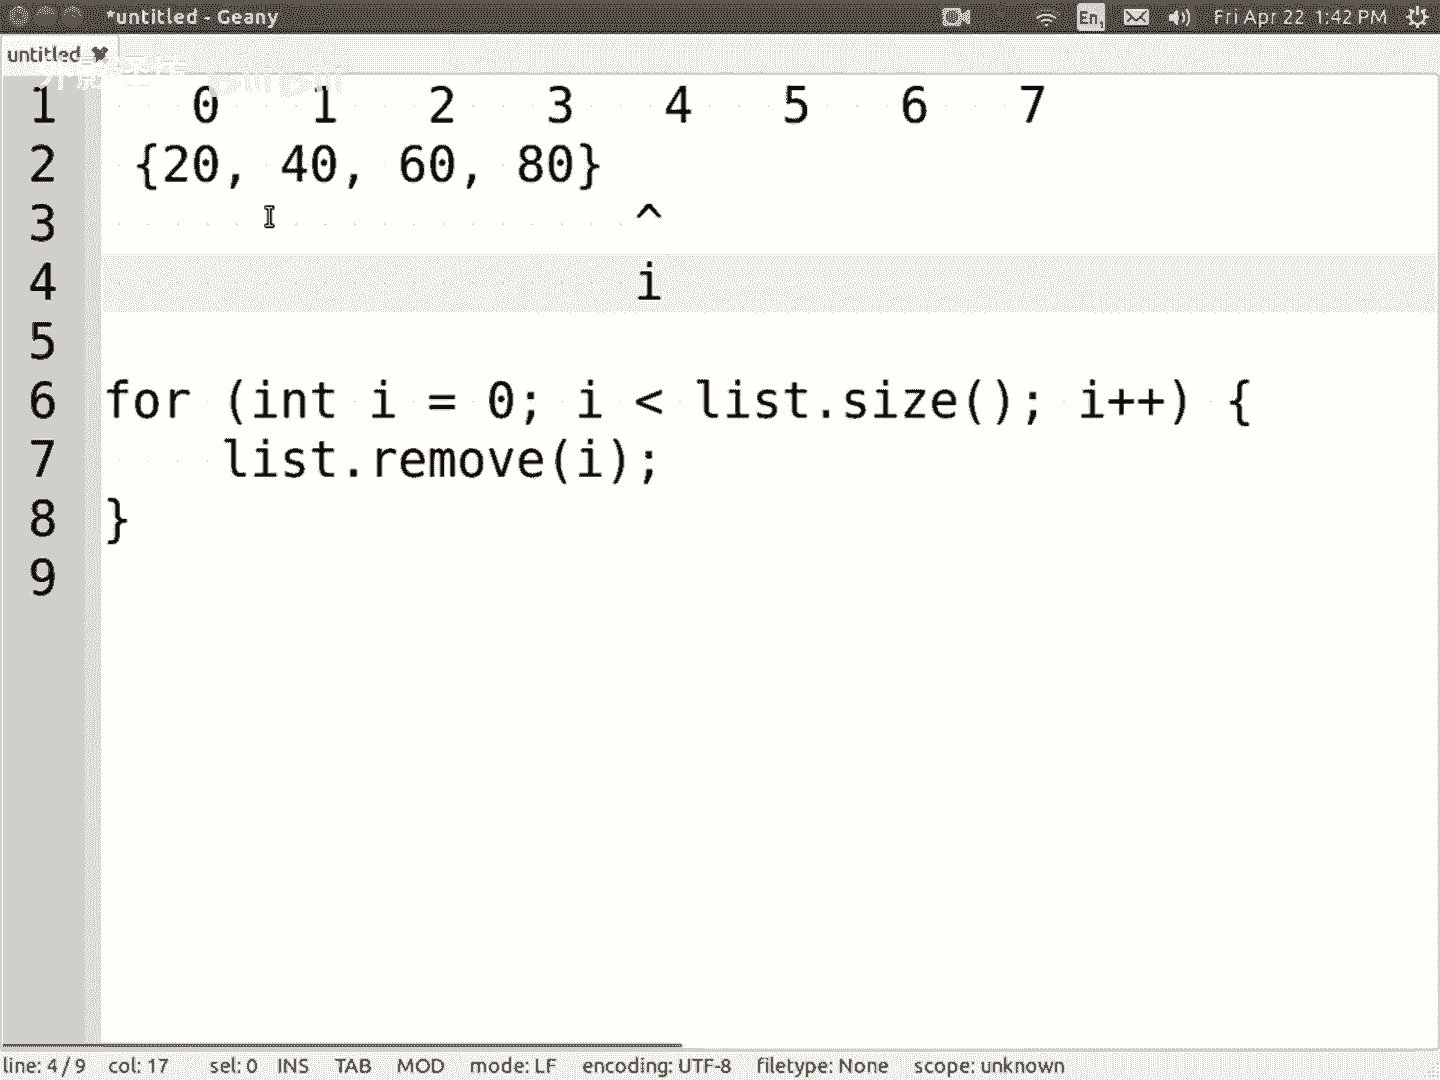 *untitled - Geany
En
Fri Apr 22 1:42 PM
untitled
1 0 1 2 3 4 5 6 7
2 {20, 40, 60, 80}
3 ^
4 i
5
6 for (int i = 0; i < list.size(); i++) {
7 list.remove(i);
8 }
9
line: 4 / 9 col: 17 sel: 0 INS TAB MOD mode: LF encoding: UTF-8 filetype: None scope: unknown